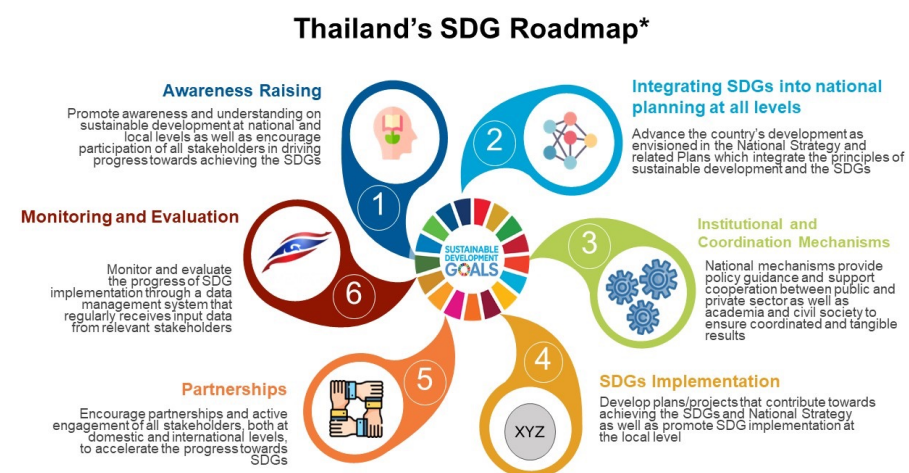 Thailand's SDG Roadmap*
Awareness Raising
Promote awareness and understanding on
sustainable development at national and
local levels as well as encourage
participation of all stakeholders in driving
progress towards achieving the SDGs
1
2
Integrating SDGs into national
planning at all levels
Advance the country's development as
envisioned in the National Strategy and
related Plans which integrate the principles of
sustainable development and the SDGs
SUSTAINABLE
DEVELOPMENT
GOALS
3
Institutional and
Coordination Mechanisms
National mechanisms provide
policy guidance and support
cooperation between public and
private sector as well as
academia and civil society to
ensure coordinated and tangible
results
4
XYZ
SDGs Implementation
Develop plans/projects that contribute towards
achieving the SDGs and National Strategy
as well as promote SDG implementation at
the local level
5
Partnerships
Encourage partnerships and active
engagement of all stakeholders, both at
domestic and international levels,
to accelerate the progress towards
SDGs
6
Monitoring and Evaluation
Monitor and evaluate
the progress of SDG
implementation through a data
management system that
regularly receives input data
from relevant stakeholders